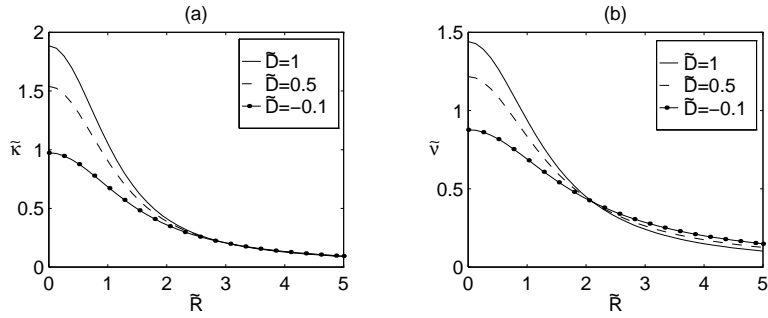 (a)
2
1.5
1
0.5
0
κ̃
0 1 2 3 4 5
R̃
D̃=1
D̃=0.5
D̃=−0.1
(b)
1.5
1
0.5
0
ν̃
0 1 2 3 4 5
R̃
D̃=1
D̃=0.5
D̃=−0.1